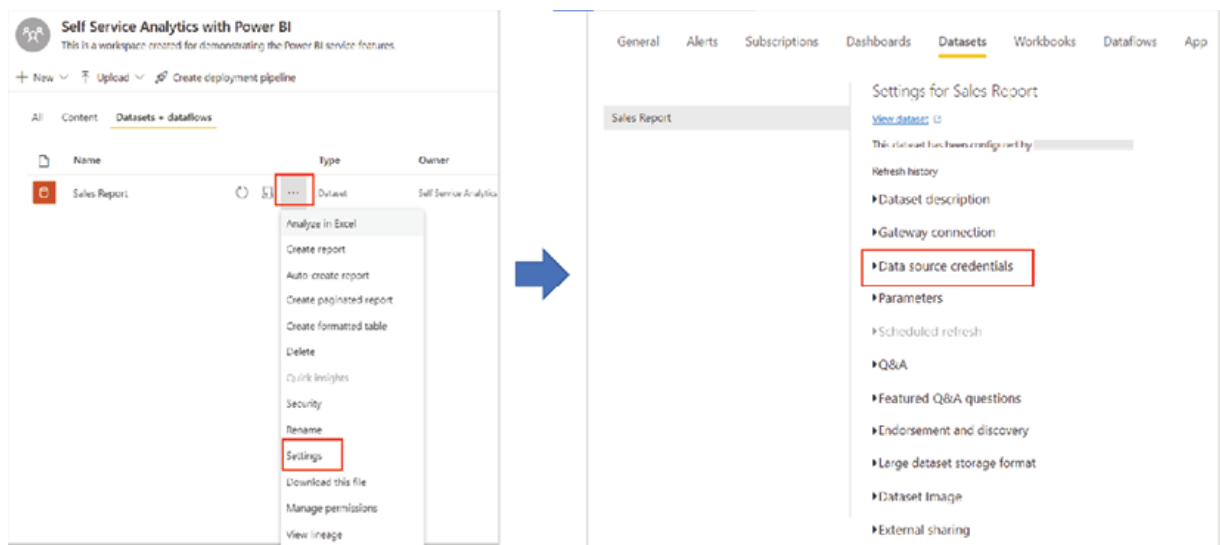 Self Service Analytics with Power BI
This is a workspace created for demonstrating the Power BI service features.
New Upload Create deployment pipeline
All Content Datasets + dataflows
Name Type Owner
Sales Report ... Dataset Self Service Analytics
Analyze in Excel
Create report
Auto-create report
Create paginated report
Create formatted table
Delete
Quick insights
Security
Rename
Settings
Download this file
Manage permissions
View lineage
General Alerts Subscriptions Dashboards Datasets Workbooks Dataflows App
Sales Report
Settings for Sales Report
View dataset
This dataset has been configured by
Refresh history
Dataset description
Gateway connection
Data source credentials
Parameters
Scheduled refresh
Q&A
Featured Q&A questions
Endorsement and discovery
Large dataset storage format
Dataset Image
External sharing